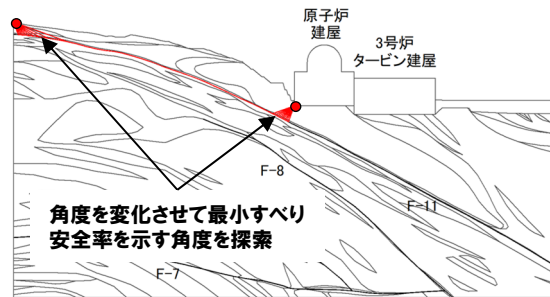 原子炉
建屋
3号炉
タービン建屋
F-8
F-11
角度を変化させて最小すべり
安全率を示す角度を探索
F-7